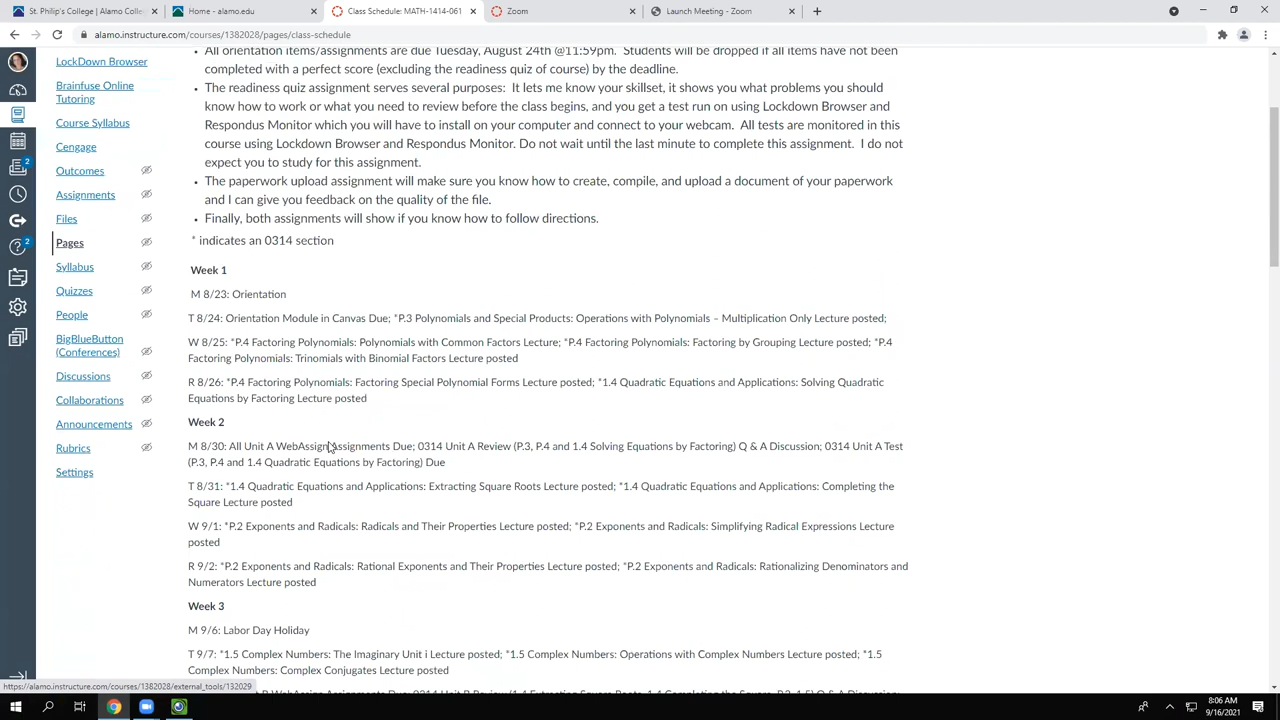 St. Philip's College | Alamo Colle
Home - alamo.edu
Class Schedule: MATH-1414-061
Zoom
Launch Meeting - Zoom
alamo.instructure.com/courses/1382028/pages/class-schedule
LockDown Browser
Brainfuse Online
Tutoring
Course Syllabus
Cengage
Outcomes
Assignments
Files
Pages
Syllabus
Quizzes
People
BigBlueButton
(Conferences)
Discussions
Collaborations
Announcements
Rubrics
Settings
2
2
All orientation items/assignments are due Tuesday, August 24th @11:59pm. Students will be dropped if all items have not been
completed with a perfect score (excluding the readiness quiz of course) by the deadline.
The readiness quiz assignment serves several purposes: It lets me know your skillset, it shows you what problems you should
know how to work or what you need to review before the class begins, and you get a test run on using Lockdown Browser and
Respondus Monitor which you will have to install on your computer and connect to your webcam. All tests are monitored in this
course using Lockdown Browser and Respondus Monitor. Do not wait until the last minute to complete this assignment. I do not
expect you to study for this assignment.
The paperwork upload assignment will make sure you know how to create, compile, and upload a document of your paperwork
and I can give you feedback on the quality of the file.
Finally, both assignments will show if you know how to follow directions.
* indicates an 0314 section
Week 1
M 8/23: Orientation
T 8/24: Orientation Module in Canvas Due; *P.3 Polynomials and Special Products: Operations with Polynomials – Multiplication Only Lecture posted;
W 8/25: *P.4 Factoring Polynomials: Polynomials with Common Factors Lecture; *P.4 Factoring Polynomials: Factoring by Grouping Lecture posted; *P.4
Factoring Polynomials: Trinomials with Binomial Factors Lecture posted
R 8/26: *P.4 Factoring Polynomials: Factoring Special Polynomial Forms Lecture posted; *1.4 Quadratic Equations and Applications: Solving Quadratic
Equations by Factoring Lecture posted
Week 2
M 8/30: All Unit A WebAssign Assignments Due; 0314 Unit A Review (P.3, P.4 and 1.4 Solving Equations by Factoring) Q & A Discussion; 0314 Unit A Test
(P.3, P.4 and 1.4 Quadratic Equations by Factoring) Due
T 8/31: *1.4 Quadratic Equations and Applications: Extracting Square Roots Lecture posted; *1.4 Quadratic Equations and Applications: Completing the
Square Lecture posted
W 9/1: *P.2 Exponents and Radicals: Radicals and Their Properties Lecture posted; *P.2 Exponents and Radicals: Simplifying Radical Expressions Lecture
posted
R 9/2: *P.2 Exponents and Radicals: Rational Exponents and Their Properties Lecture posted; *P.2 Exponents and Radicals: Rationalizing Denominators and
Numerators Lecture posted
Week 3
M 9/6: Labor Day Holiday
T 9/7: *1.5 Complex Numbers: The Imaginary Unit i Lecture posted; *1.5 Complex Numbers: Operations with Complex Numbers Lecture posted; *1.5
Complex Numbers: Complex Conjugates Lecture posted
https://alamo.instructure.com/courses/1382028/external_tools/132029
8:06 AM
9/16/2021